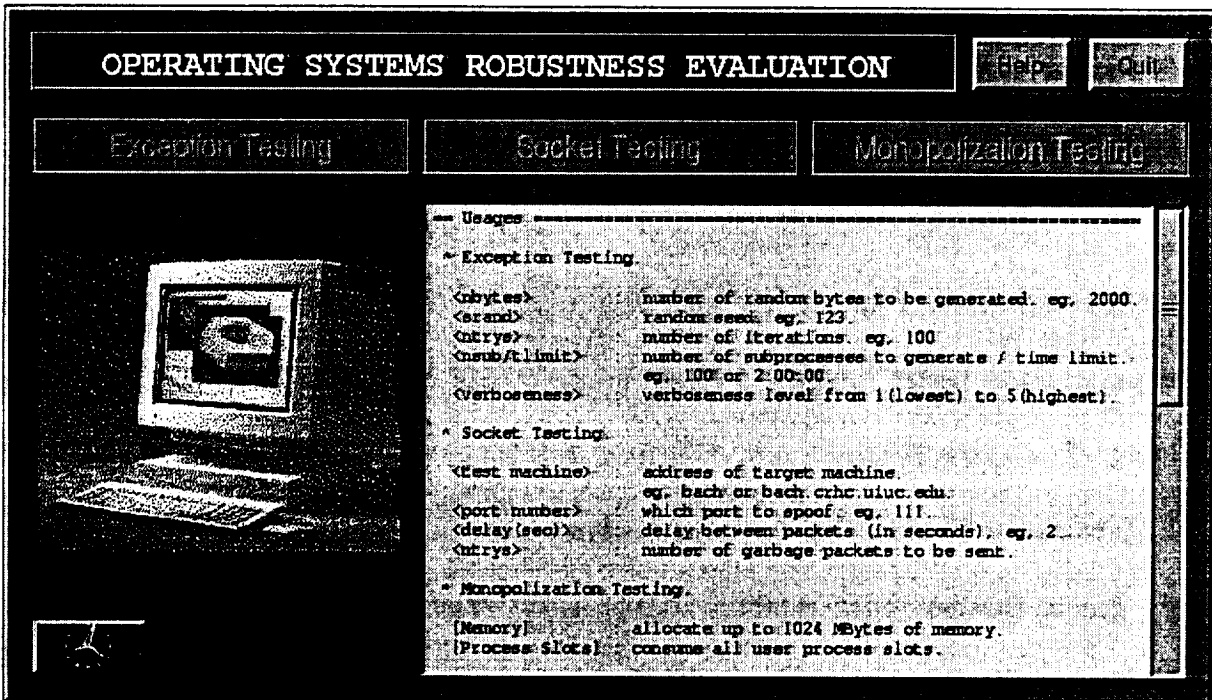 OPERATING SYSTEMS ROBUSTNESS EVALUATION
Help
Quit
Exception Testing
Socket Testing
Monopolization Testing
Usages
~ Exception Testing.
<nbytes> : number of random bytes to be generated. eg, 2000.
<srand> : random seed. eg, 123.
<ntrys> : number of iterations. eg, 100
<nsub/tlimit> : number of subprocesses to generate / time limit.
eg, 100 or 2:00:00
<verboseness> : verboseness level from 1(lowest) to 5(highest).
~ Socket Testing.
<test machine> : address of target machine.
eg, bach or bach.crhc.uiuc.edu.
<port number> : which port to spoof. eg, 111.
<delay(sec)> : delay between packets (in seconds), eg, 2.
<ntrys> : number of garbage packets to be sent.
~ Monopolization Testing.
[Memory] : allocate up to 1024 MBytes of memory.
[Process Slots] : consume all user process slots.